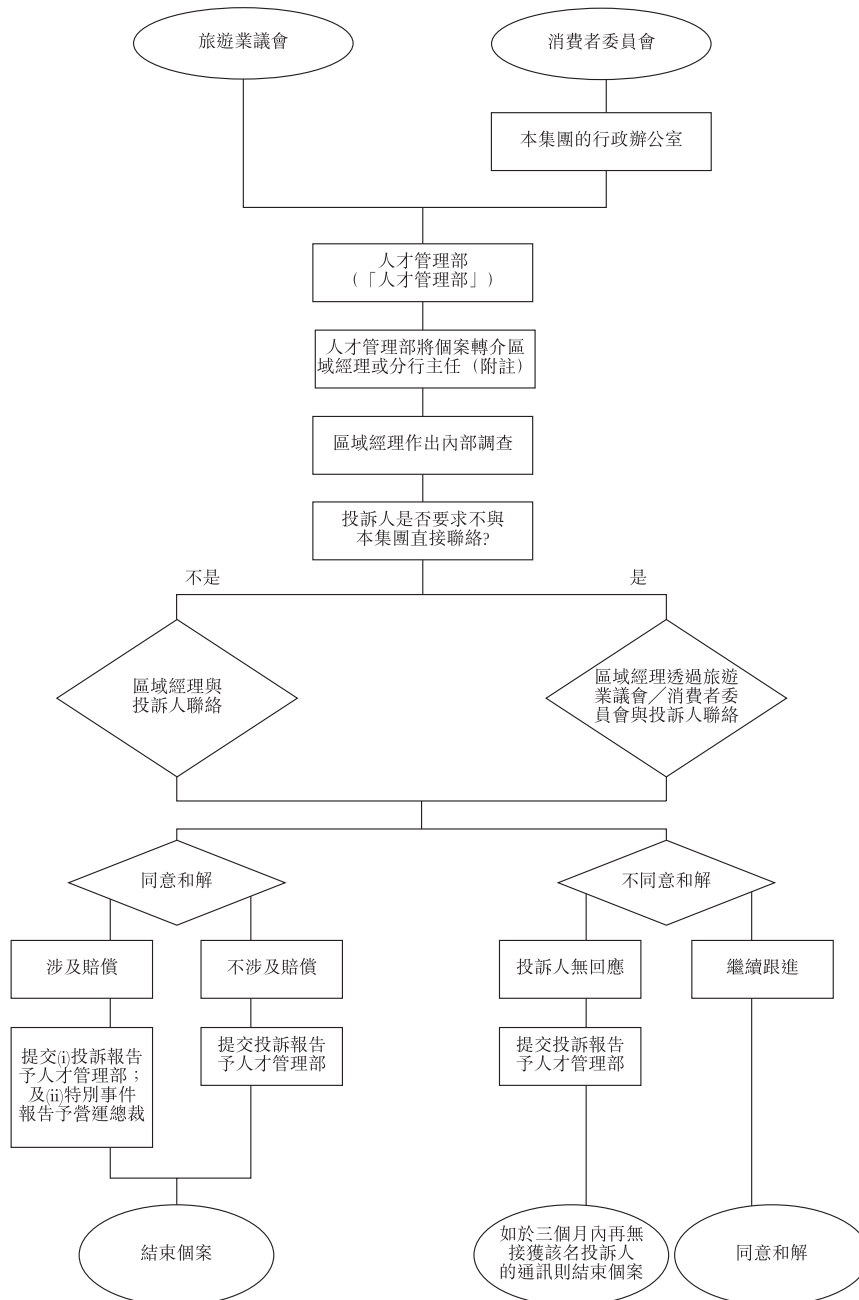 旅遊業議會
消費者委員會
本集團的行政辦公室
人才管理部
(「人才管理部」)
人才管理部將個案轉介區
域經理或分行主任(附註)
區域經理作出內部調查
投訴人是否要求不與
本集團直接聯絡?
不是
是
區域經理與
投訴人聯絡
區域經理透過旅遊
業議會╱消費者委
員會與投訴人聯絡
同意和解
不同意和解
涉及賠償
不涉及賠償
投訴人無回應
繼續跟進
提交(i)投訴報告
予人才管理部;
及(ii)特別事件
報告予營運總裁
提交投訴報告
予人才管理部
提交投訴報告
予人才管理部
結束個案
如於三個月內再無
接獲該名投訴人
的通訊則結束個案
同意和解